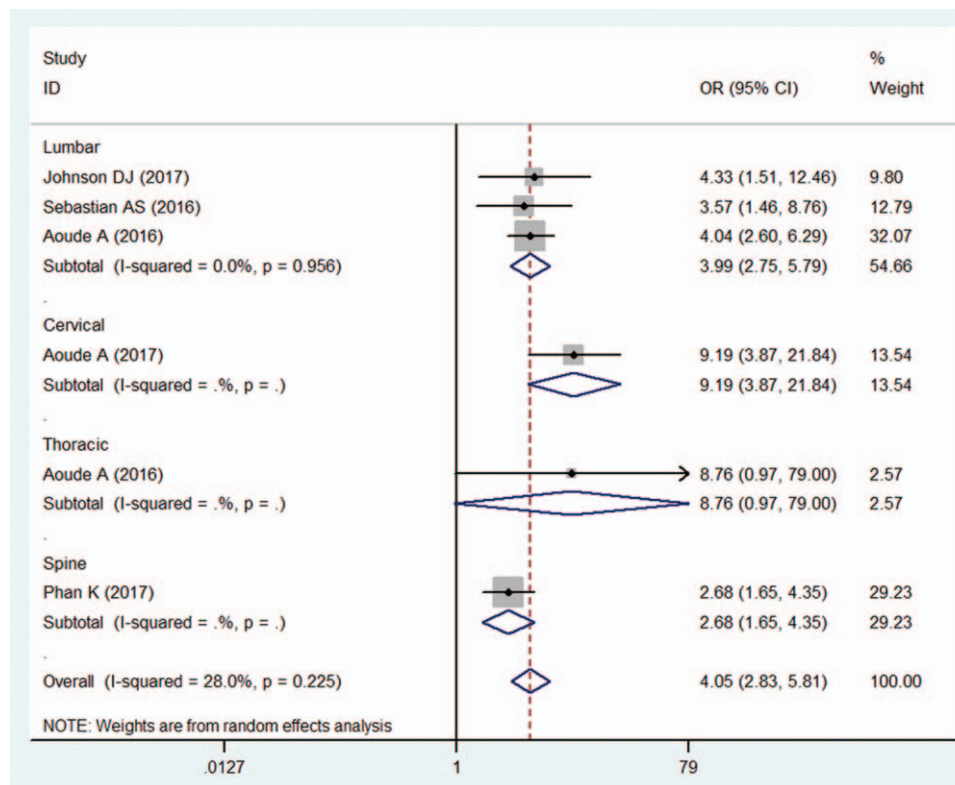 Study %
ID OR (95% CI) Weight
Lumbar
Johnson DJ (2017) 4.33 (1.51, 12.46) 9.80
Sebastian AS (2016) 3.57 (1.46, 8.76) 12.79
Aoude A (2016) 4.04 (2.60, 6.29) 32.07
Subtotal (I-squared = 0.0%, p = 0.956) 3.99 (2.75, 5.79) 54.66
.
Cervical
Aoude A (2017) 9.19 (3.87, 21.84) 13.54
Subtotal (I-squared = .%, p = .) 9.19 (3.87, 21.84) 13.54
.
Thoracic
Aoude A (2016) 8.76 (0.97, 79.00) 2.57
Subtotal (I-squared = .%, p = .) 8.76 (0.97, 79.00) 2.57
.
Spine
Phan K (2017) 2.68 (1.65, 4.35) 29.23
Subtotal (I-squared = .%, p = .) 2.68 (1.65, 4.35) 29.23
.
Overall (I-squared = 28.0%, p = 0.225) 4.05 (2.83, 5.81) 100.00
NOTE: Weights are from random effects analysis
.0127 1 79